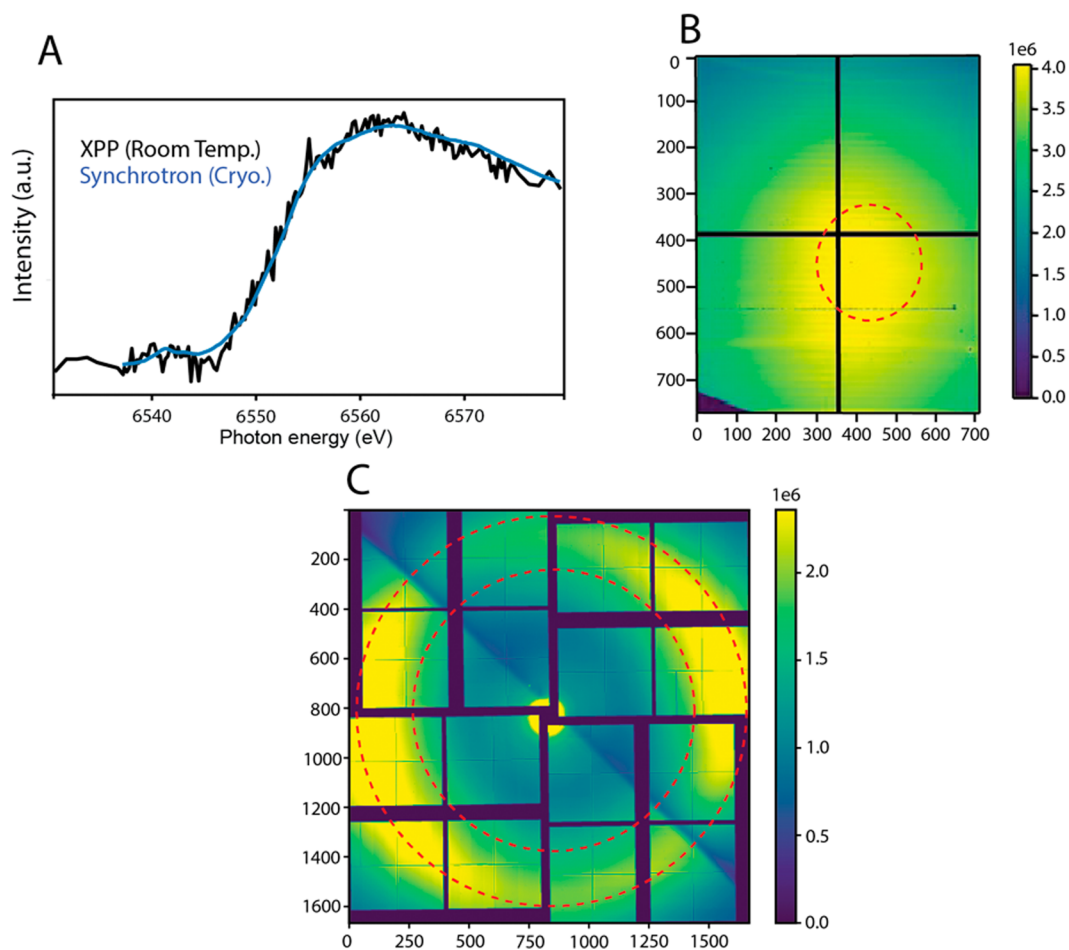 A
XPP (Room Temp.)
Synchrotron (Cryo.)
Intensity (a.u.)
6540 6550 6560 6570
Photon energy (eV)
B
0
100
200
300
400
500
600
700
0 100 200 300 400 500 600 700
1e6
4.0
3.5
3.0
2.5
2.0
1.5
1.0
0.5
0.0
C
200
400
600
800
1000
1200
1400
1600
0 250 500 750 1000 1250 1500
1e6
2.0
1.5
1.0
0.5
0.0